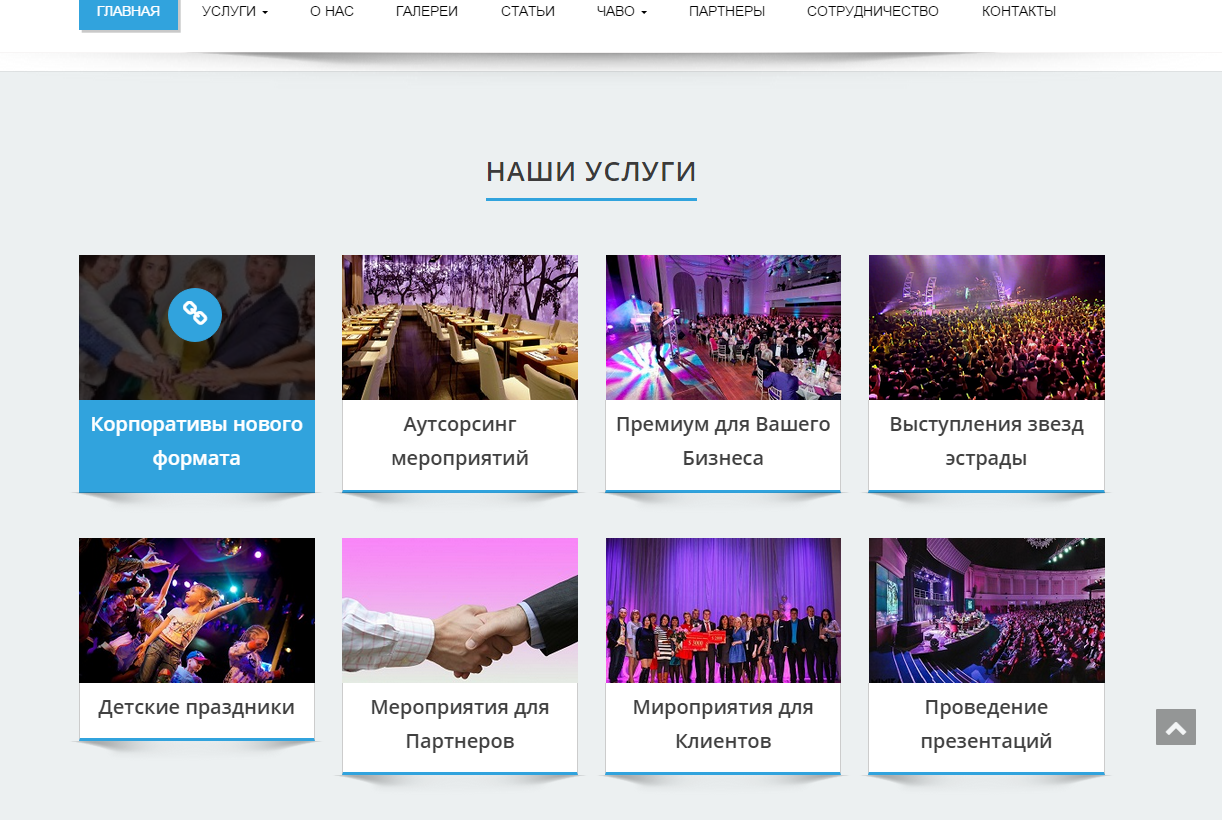 ГЛАВНАЯ УСЛУГИ О НАС ГАЛЕРЕИ СТАТЬИ ЧАВО ПАРТНЕРЫ СОТРУДНИЧЕСТВО КОНТАКТЫ
НАШИ УСЛУГИ
Корпоративы нового
формата
Аутсорсинг
мероприятий
Премиум для Вашего
Бизнеса
Выступления звезд
эстрады
Детские праздники
Мероприятия для
Партнеров
Мироприятия для
Клиентов
Проведение
презентаций